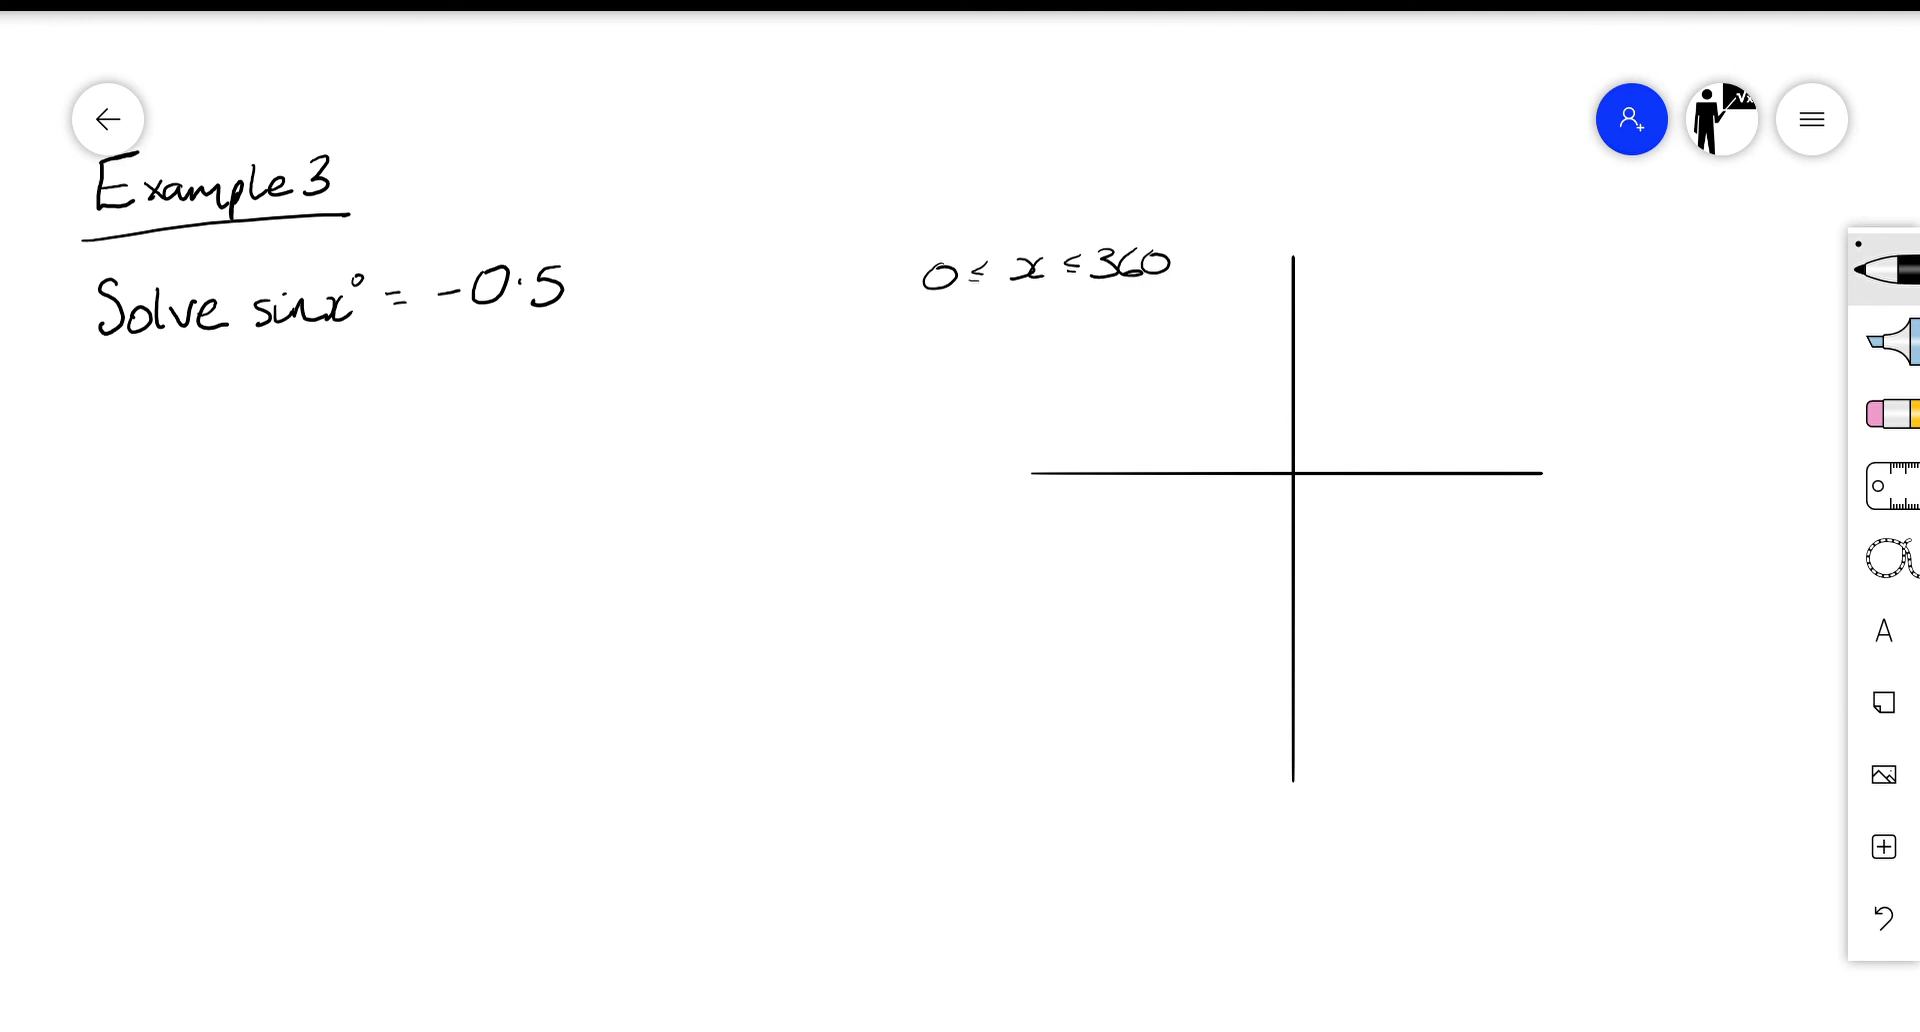 Example 3
Solve sinx° = -0.5
0 ≤ x ≤ 360
√x
A